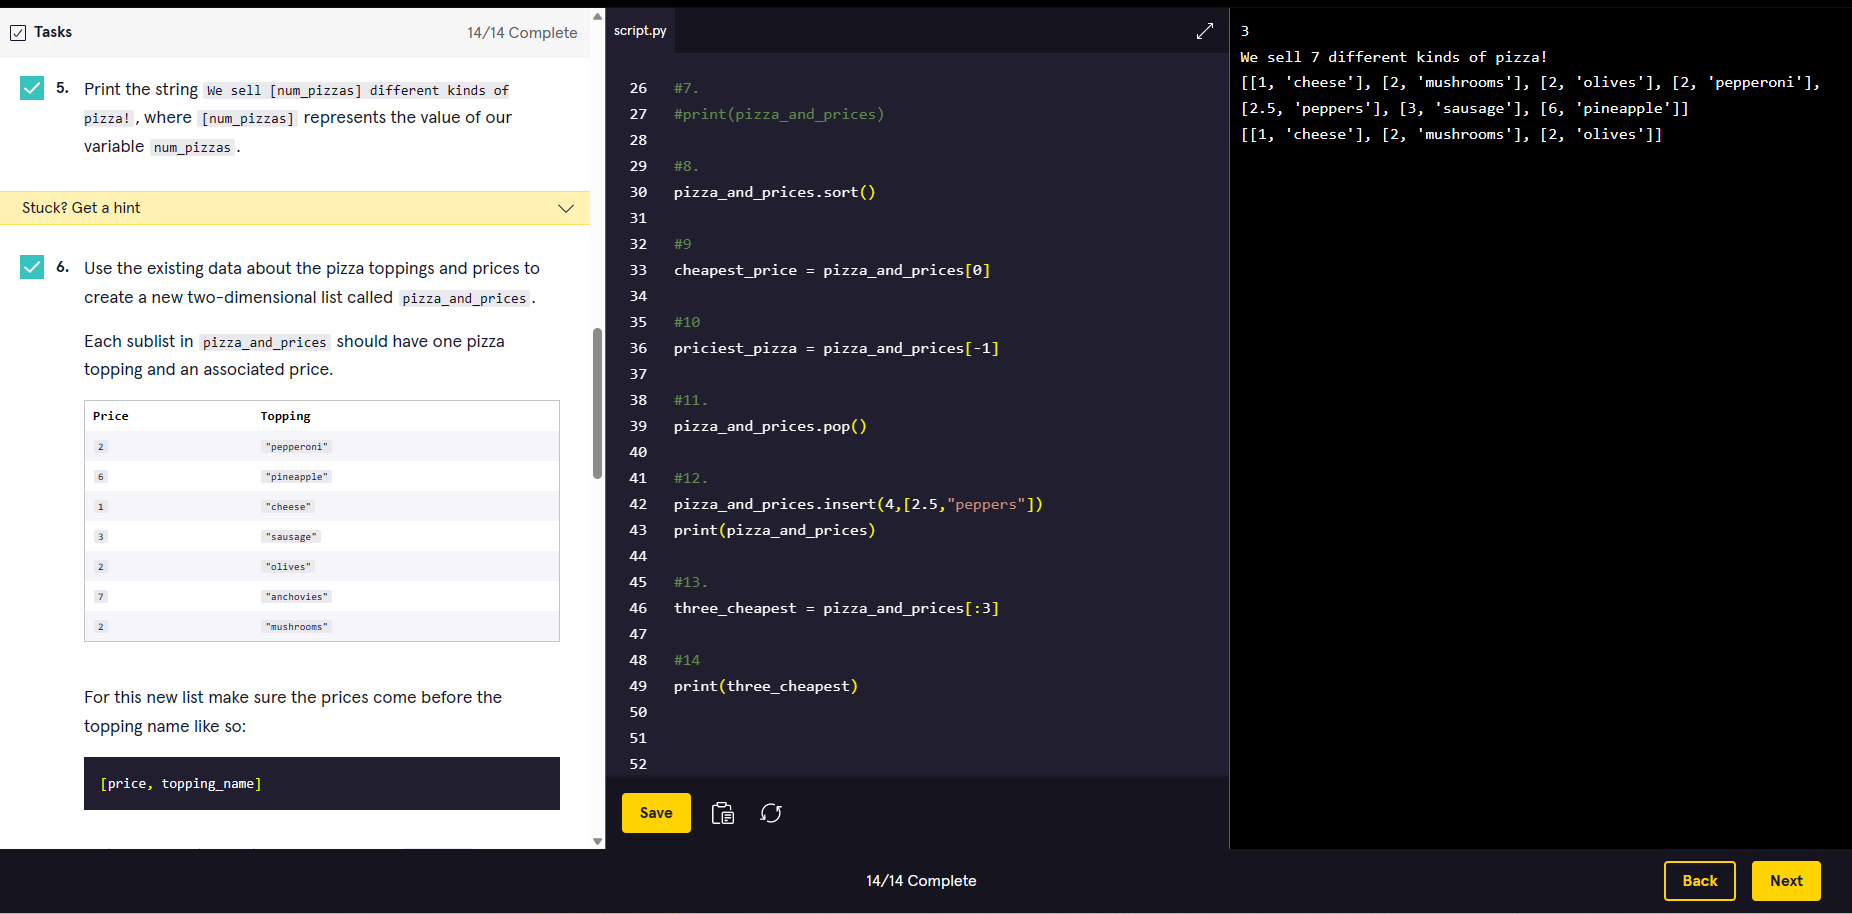 Tasks
14/14 Complete
5. Print the string We sell [num_pizzas] different kinds of
pizza!, where [num_pizzas] represents the value of our
variable num_pizzas.
Stuck? Get a hint
6. Use the existing data about the pizza toppings and prices to
create a new two-dimensional list called pizza_and_prices.
Each sublist in pizza_and_prices should have one pizza
topping and an associated price.
Price Topping
2 "pepperoni"
6 "pineapple"
1 "cheese"
3 "sausage"
2 "olives"
7 "anchovies"
2 "mushrooms"
For this new list make sure the prices come before the
topping name like so:
[price, topping_name]
script.py
26 #7.
27 #print(pizza_and_prices)
28
29 #8.
30 pizza_and_prices.sort()
31
32 #9
33 cheapest_price = pizza_and_prices[0]
34
35 #10
36 priciest_pizza = pizza_and_prices[-1]
37
38 #11.
39 pizza_and_prices.pop()
40
41 #12.
42 pizza_and_prices.insert(4,[2.5,"peppers"])
43 print(pizza_and_prices)
44
45 #13.
46 three_cheapest = pizza_and_prices[:3]
47
48 #14
49 print(three_cheapest)
50
51
52
Save
3
We sell 7 different kinds of pizza!
[[1, 'cheese'], [2, 'mushrooms'], [2, 'olives'], [2, 'pepperoni'],
[2.5, 'peppers'], [3, 'sausage'], [6, 'pineapple']]
[[1, 'cheese'], [2, 'mushrooms'], [2, 'olives']]
14/14 Complete
Back
Next